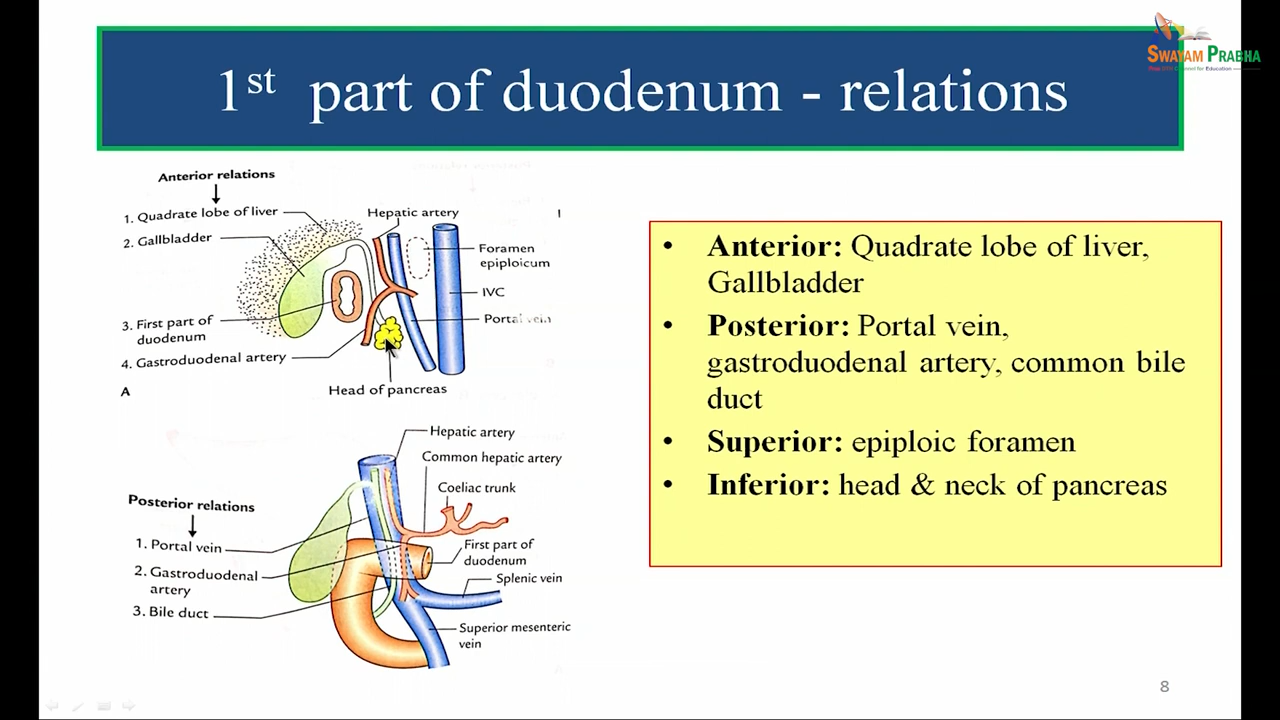 SWAYAM PRABHA
1st part of duodenum - relations
Anterior relations
1. Quadrate lobe of liver
2. Gallbladder
3. First part of
duodenum
4. Gastroduodenal artery
A
Hepatic artery
Foramen
epiploicum
IVC
Portal vein
Head of pancreas
Posterior relations
1. Portal vein
2. Gastroduodenal
artery
3. Bile duct
Hepatic artery
Common hepatic artery
Coeliac trunk
First part of
duodenum
Splenic vein
Superior mesenteric
vein
• Anterior: Quadrate lobe of liver,
Gallbladder
• Posterior: Portal vein,
gastroduodenal artery, common bile
duct
• Superior: epiploic foramen
• Inferior: head & neck of pancreas
8